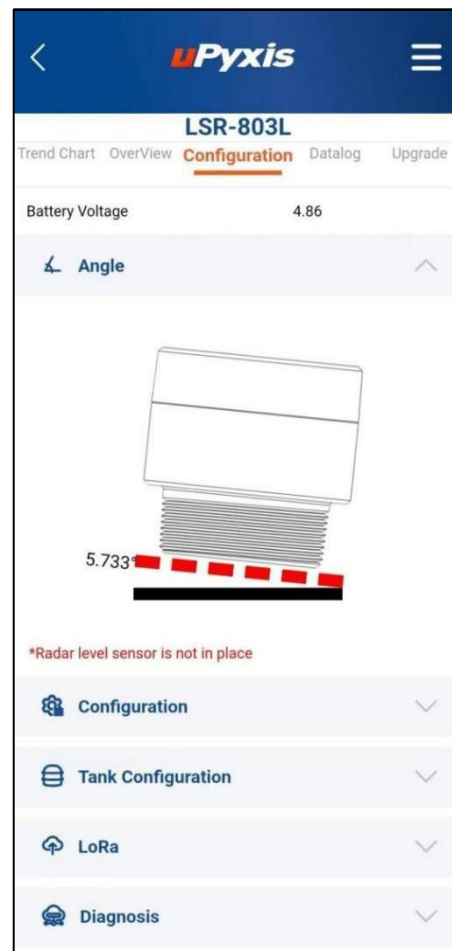 uPyxis
LSR-803L
Trend Chart OverView Configuration Datalog Upgrade
Battery Voltage 4.86
Angle
5.733°
*Radar level sensor is not in place
Configuration
Tank Configuration
LoRa
Diagnosis